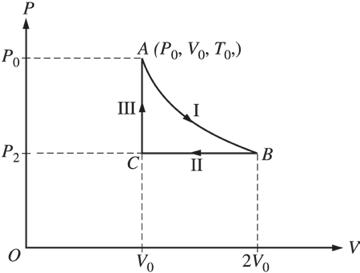 P
P₀
A (P₀, V₀, T₀,)
I
III
P₂
C
II
B
O
V₀
2V₀
V